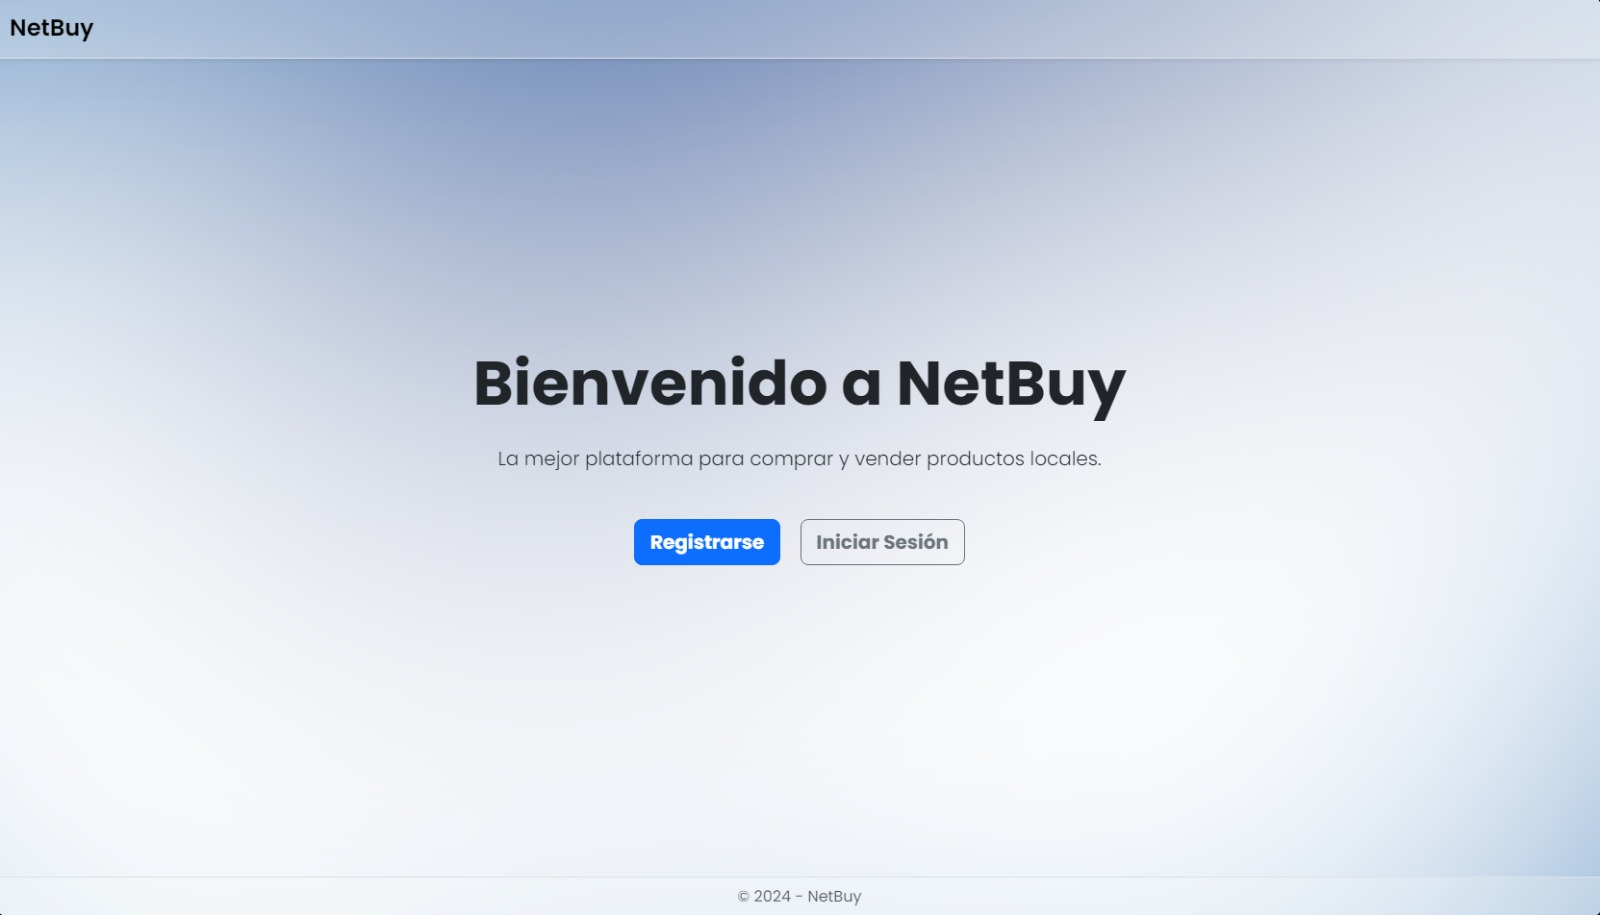 NetBuy
Bienvenido a NetBuy
La mejor plataforma para comprar y vender productos locales.
Registrarse
Iniciar Sesión
© 2024 - NetBuy